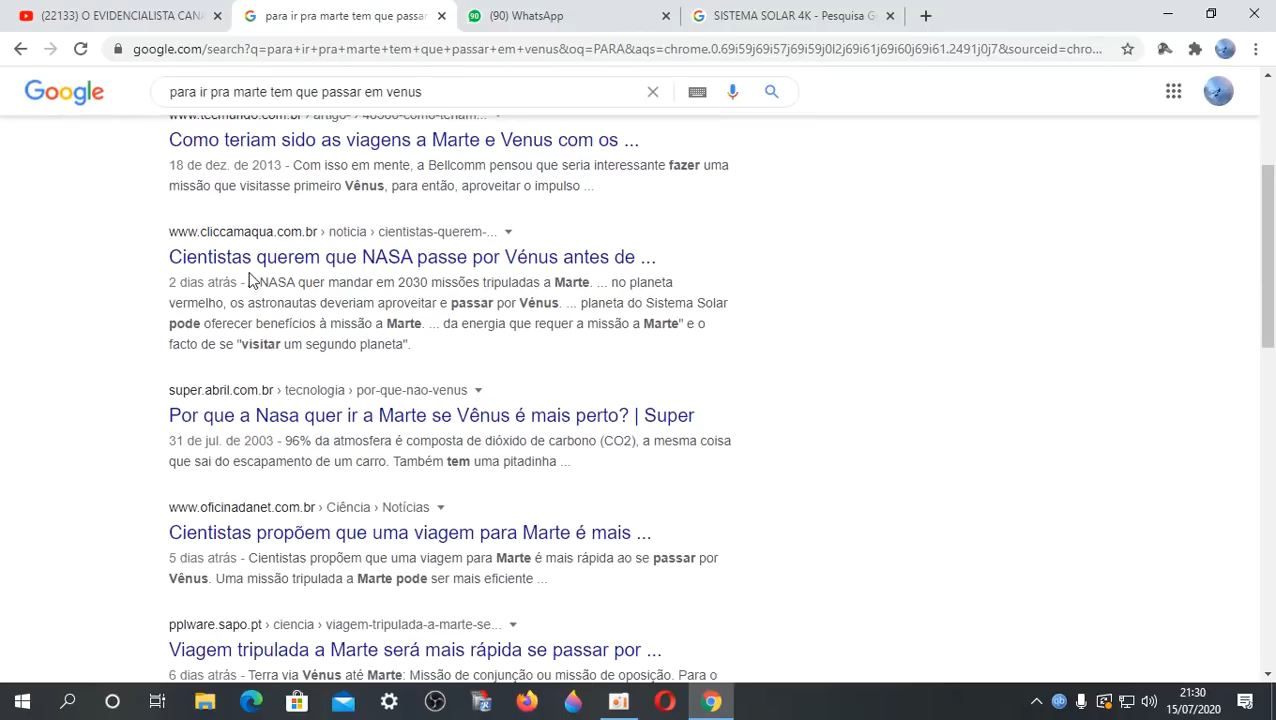 (22133) O EVIDENCIALISTA CANA
para ir pra marte tem que passar
(90) WhatsApp
SISTEMA SOLAR 4K - Pesquisa G
google.com/search?q=para+ir+pra+marte+tem+que+passar+em+venus&oq=PARA&aqs=chrome.0.69i59j69i57j69i59j0l2j69i61j69i60j69i61.2491j0j7&sourceid=chro...
Google
para ir pra marte tem que passar em venus
www.tecmundo.com.br › artigo › 48560-como-teriam...
Como teriam sido as viagens a Marte e Venus com os ...
18 de dez. de 2013 - Com isso em mente, a Bellcomm pensou que seria interessante fazer uma
missão que visitasse primeiro Vênus, para então, aproveitar o impulso ...
www.cliccamaqua.com.br › noticia › cientistas-querem-...
Cientistas querem que NASA passe por Vénus antes de ...
2 dias atrás - NASA quer mandar em 2030 missões tripuladas a Marte. ... no planeta
vermelho, os astronautas deveriam aproveitar e passar por Vénus. ... planeta do Sistema Solar
pode oferecer benefícios à missão a Marte. ... da energia que requer a missão a Marte" e o
facto de se "visitar um segundo planeta".
super.abril.com.br › tecnologia › por-que-nao-venus
Por que a Nasa quer ir a Marte se Vênus é mais perto? | Super
31 de jul. de 2003 - 96% da atmosfera é composta de dióxido de carbono (CO2), a mesma coisa
que sai do escapamento de um carro. Também tem uma pitadinha ...
www.oficinadanet.com.br › Ciência › Notícias
Cientistas propõem que uma viagem para Marte é mais ...
5 dias atrás - Cientistas propõem que uma viagem para Marte é mais rápida ao se passar por
Vênus. Uma missão tripulada a Marte pode ser mais eficiente ...
pplware.sapo.pt › ciencia › viagem-tripulada-a-marte-se...
Viagem tripulada a Marte será mais rápida se passar por ...
6 dias atrás - Terra via Vénus até Marte: Missão de conjunção ou missão de oposição. Para o
21:30
15/07/2020